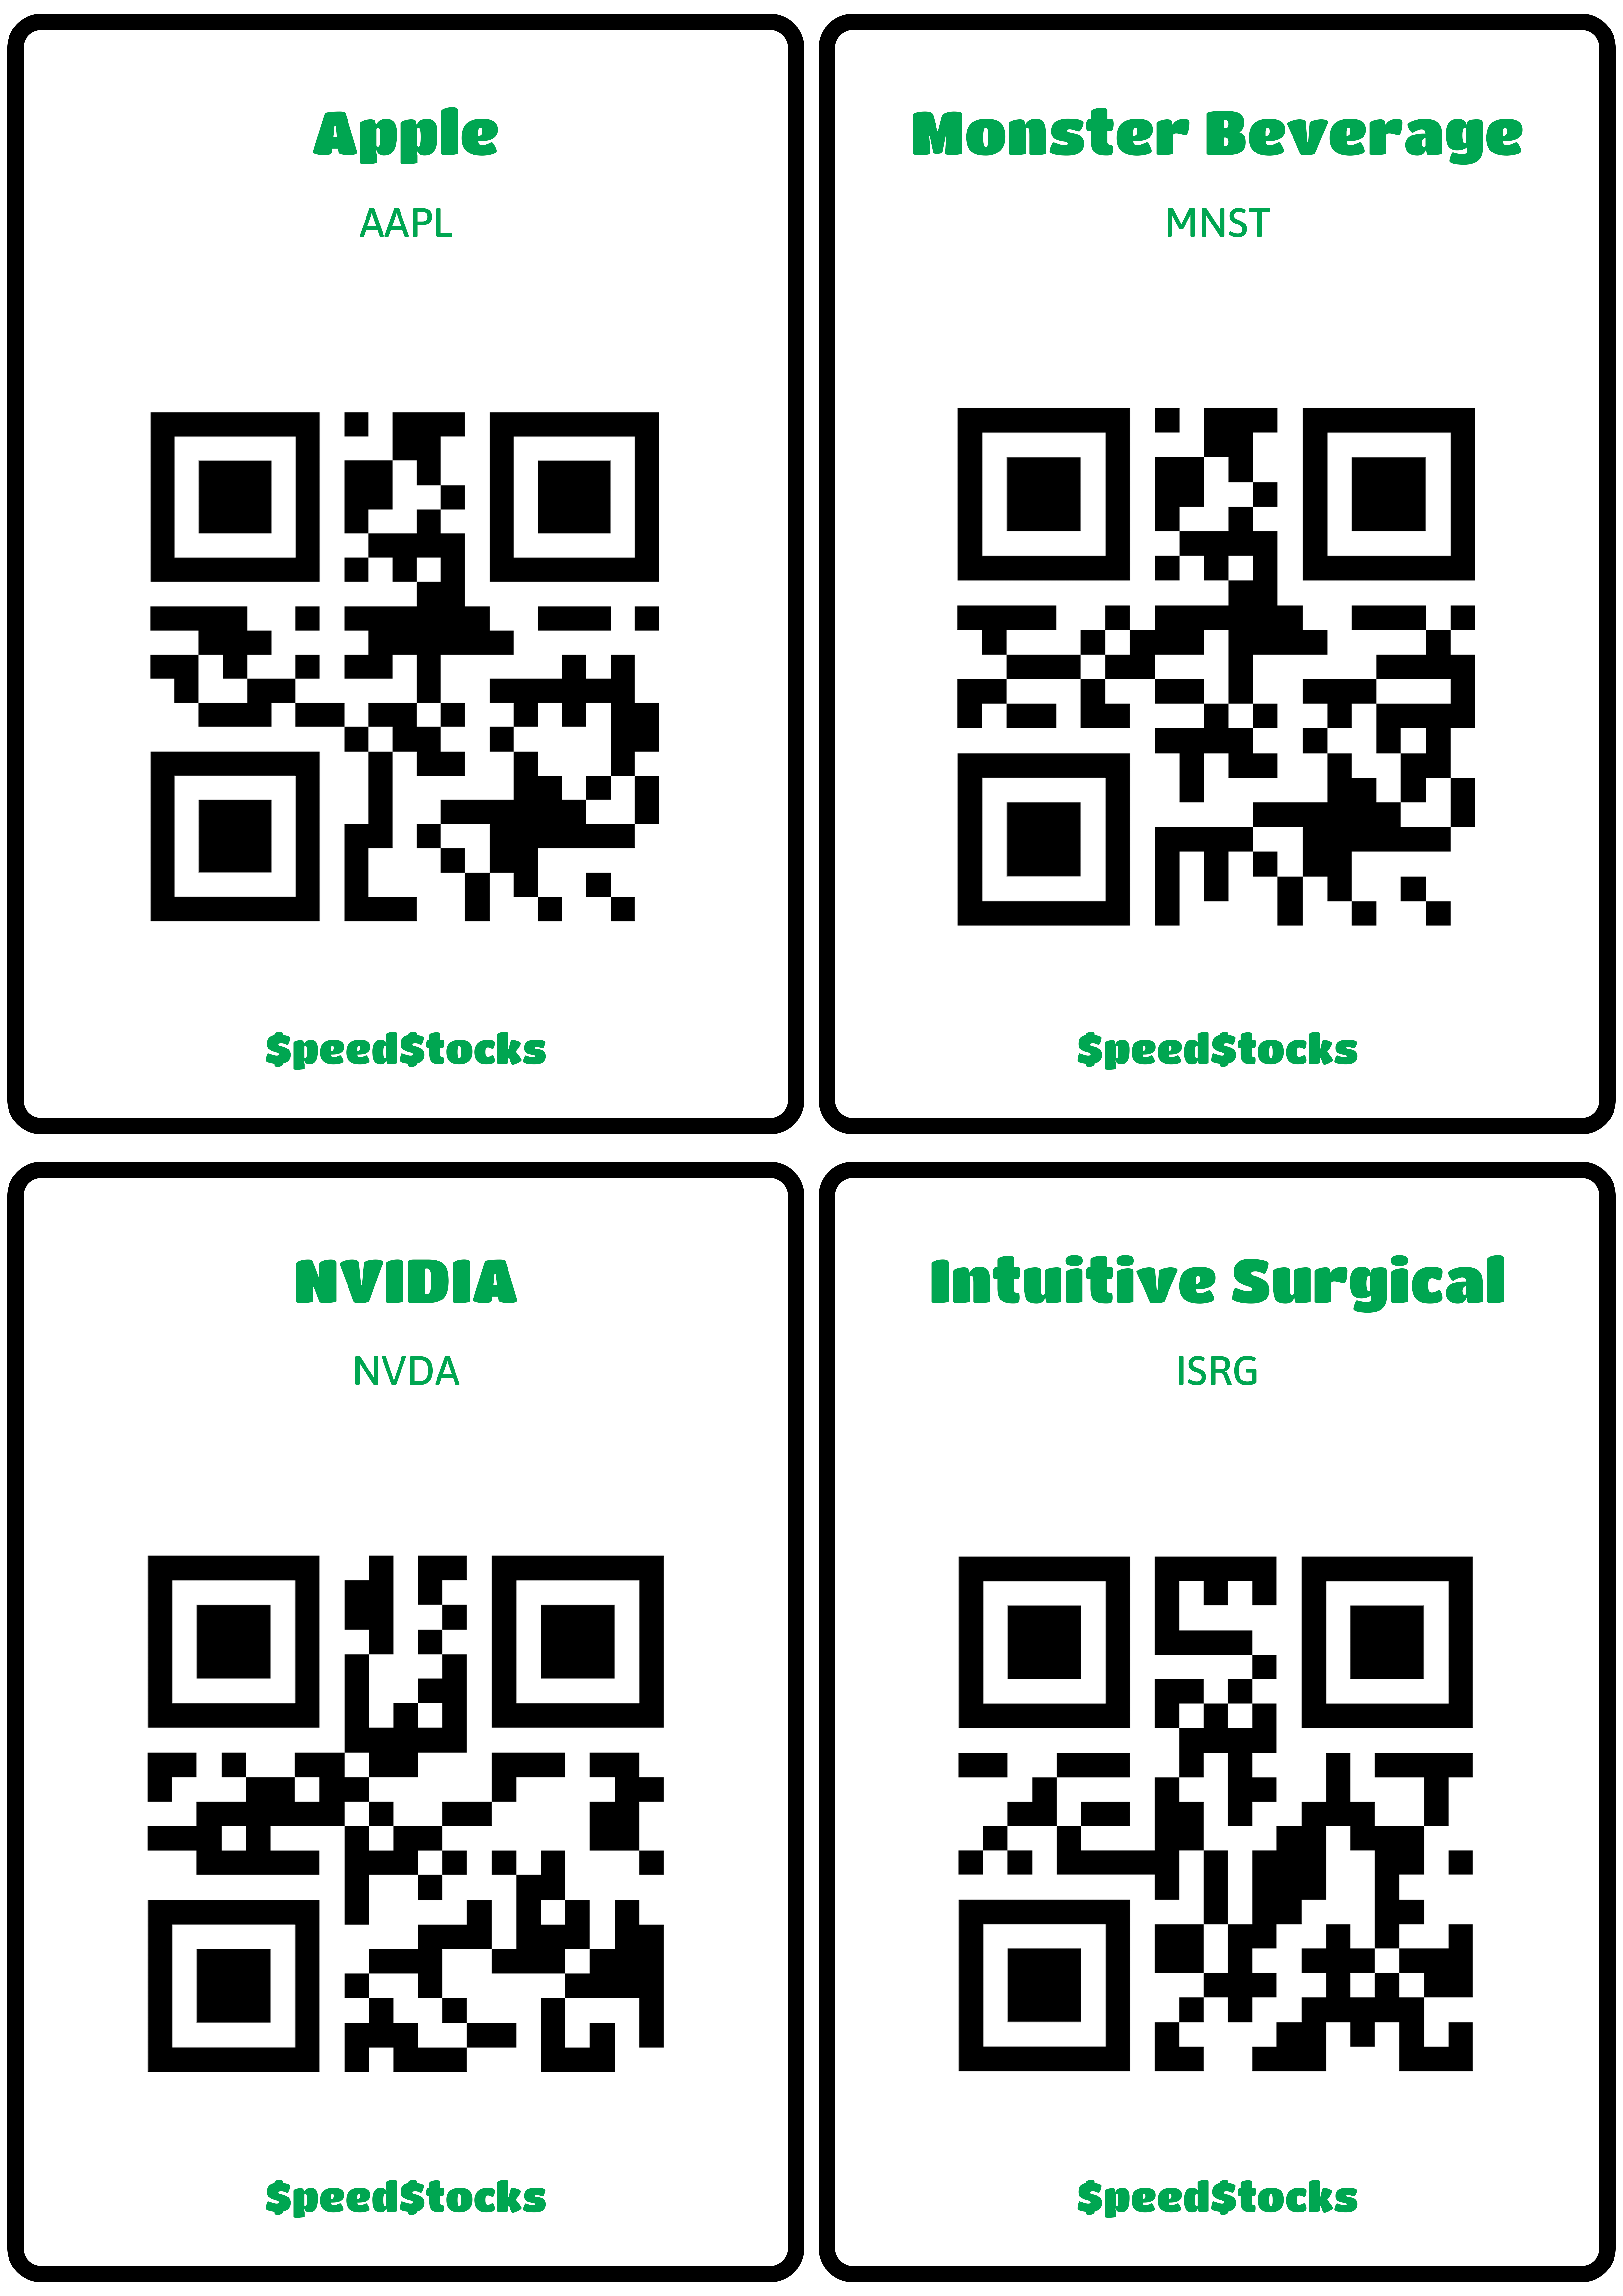 Apple
AAPL
$peed$tocks
Monster Beverage
MNST
$peed$tocks
NVIDIA
NVDA
$peed$tocks
Intuitive Surgical
ISRG
$peed$tocks